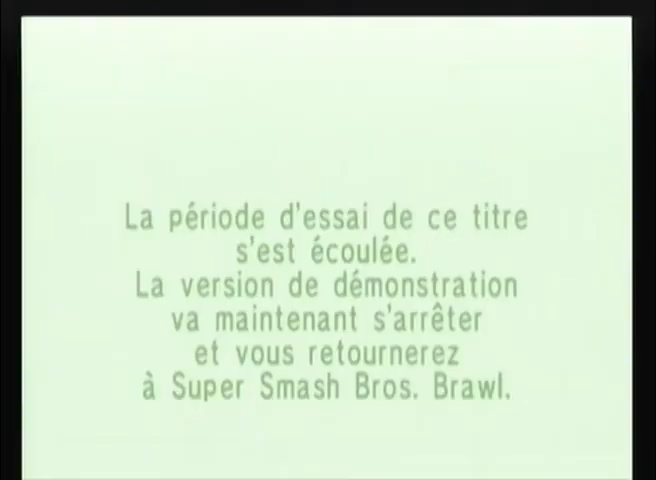 La période d'essai de ce titre
s'est écoulée.
La version de démonstration
va maintenant s'arrêter
et vous retournerez
à Super Smash Bros. Brawl.